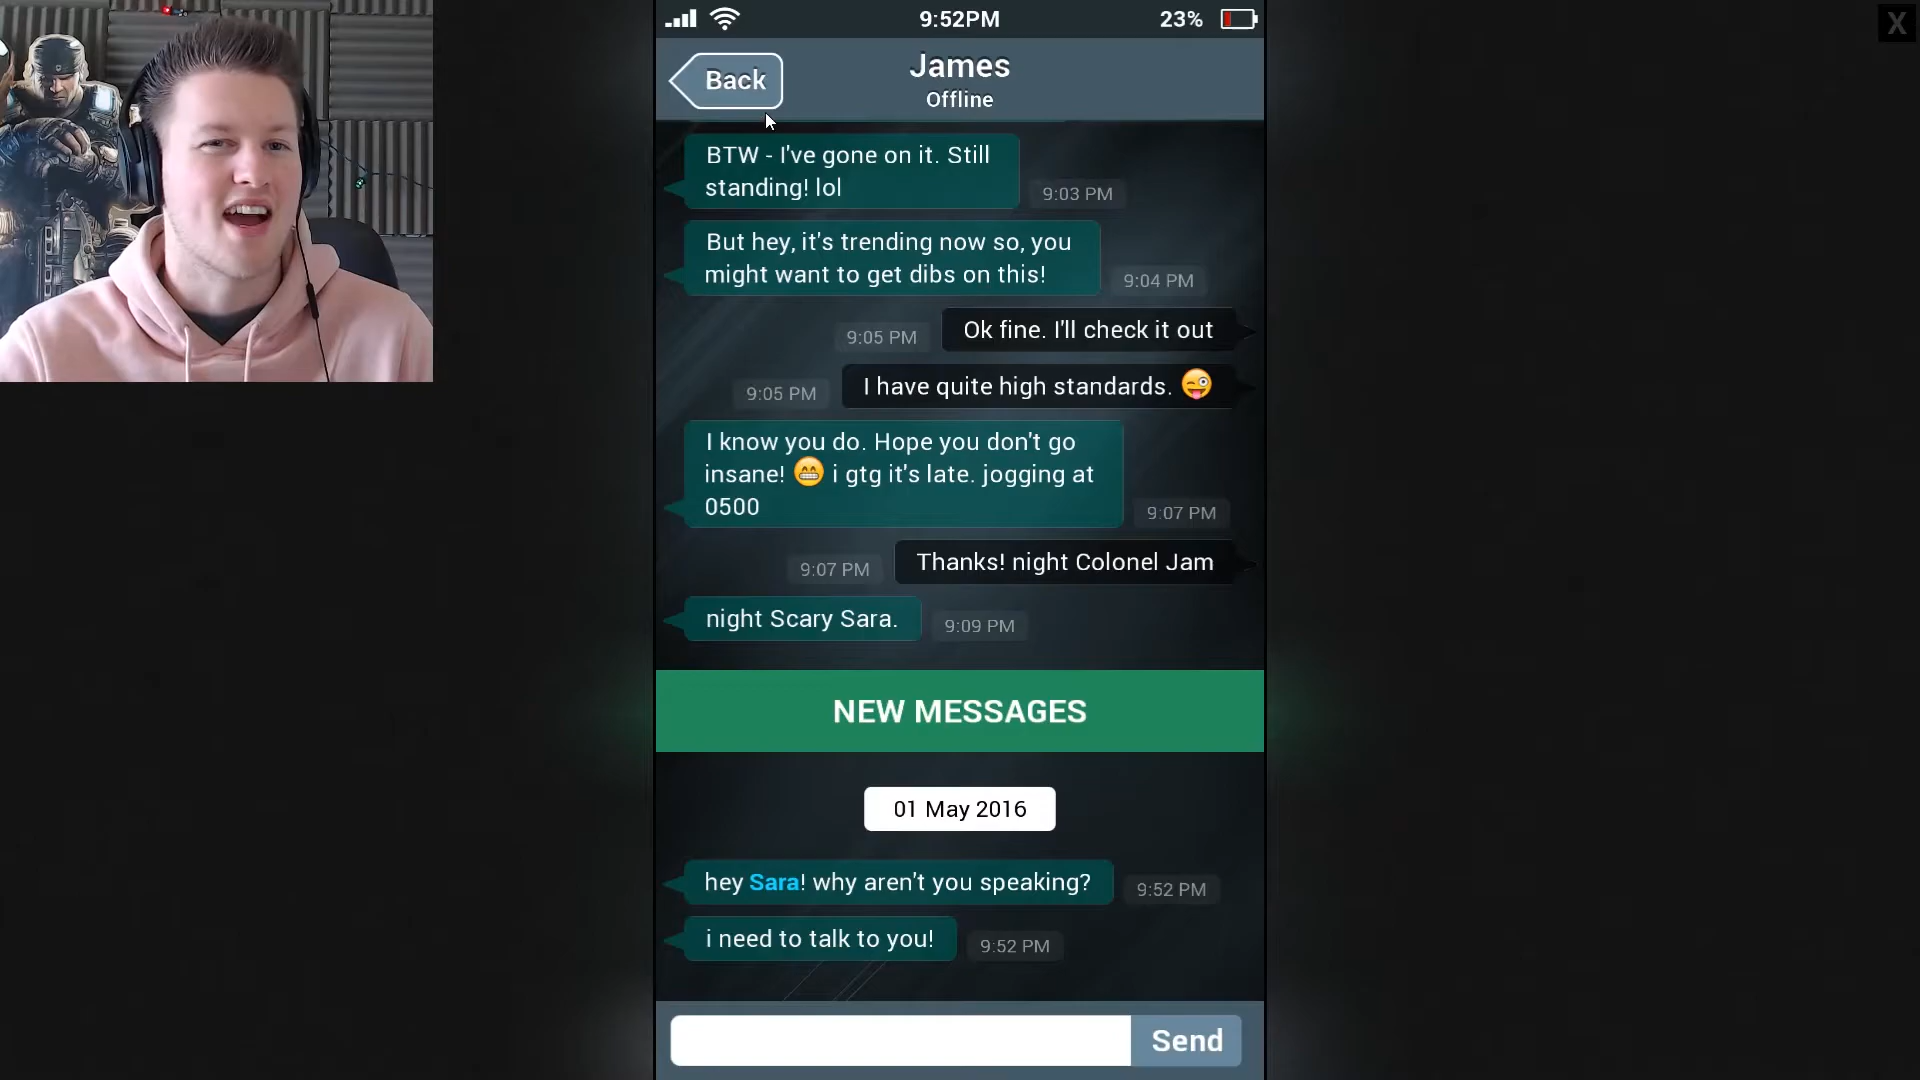 9:52PM
23%
X
Back
James
Offline
BTW - I've gone on it. Still
standing! lol
9:03 PM
But hey, it's trending now so, you
might want to get dibs on this!
9:04 PM
9:05 PM
Ok fine. I'll check it out
9:05 PM
I have quite high standards. 😜
I know you do. Hope you don't go
insane! 😁 i gtg it's late. jogging at
0500
9:07 PM
9:07 PM
Thanks! night Colonel Jam
night Scary Sara.
9:09 PM
NEW MESSAGES
01 May 2016
hey Sara! why aren't you speaking?
9:52 PM
i need to talk to you!
9:52 PM
Send